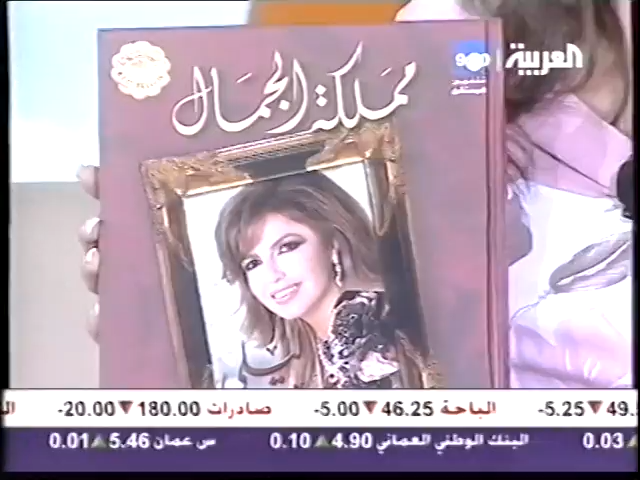 العربية
مملكة الجمال
49. ▼ 5.25- الباحة 46.25 ▼ 5.00- صادرات 180.00 ▼ 20.00-
0.03 البنك الوطني العماني 4.90 ▲ 0.10 س عمان 5.46 ▲ 0.01